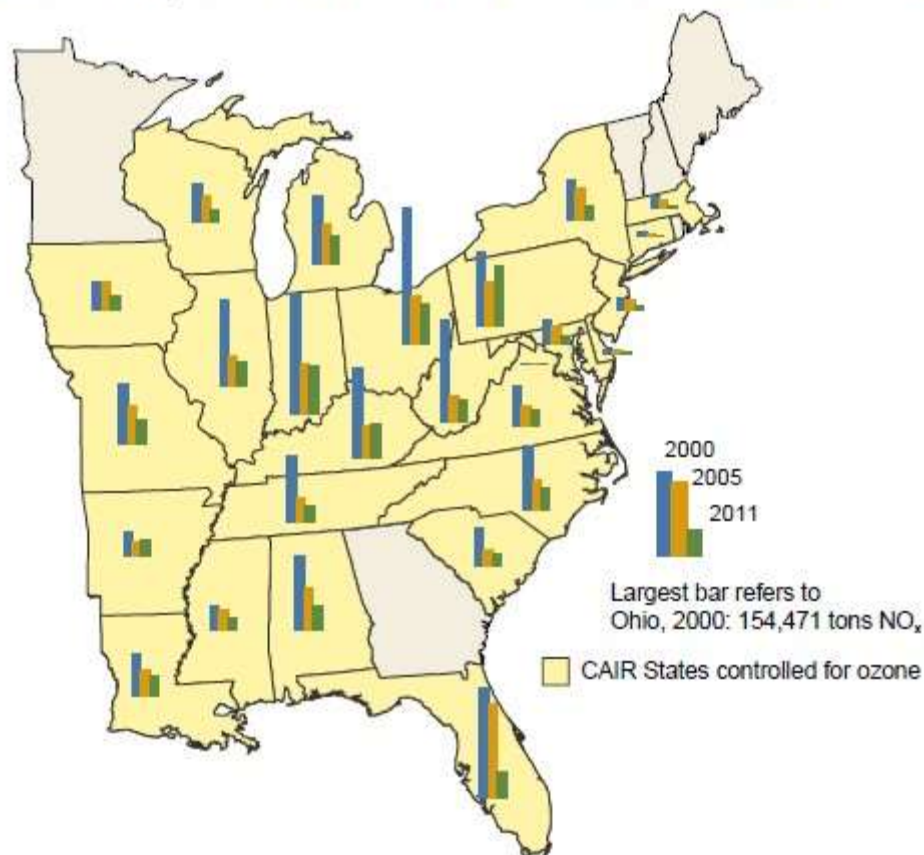 2000
2005
2011
Largest bar refers to
Ohio, 2000: 154,471 tons NOₓ
CAIR States controlled for ozone